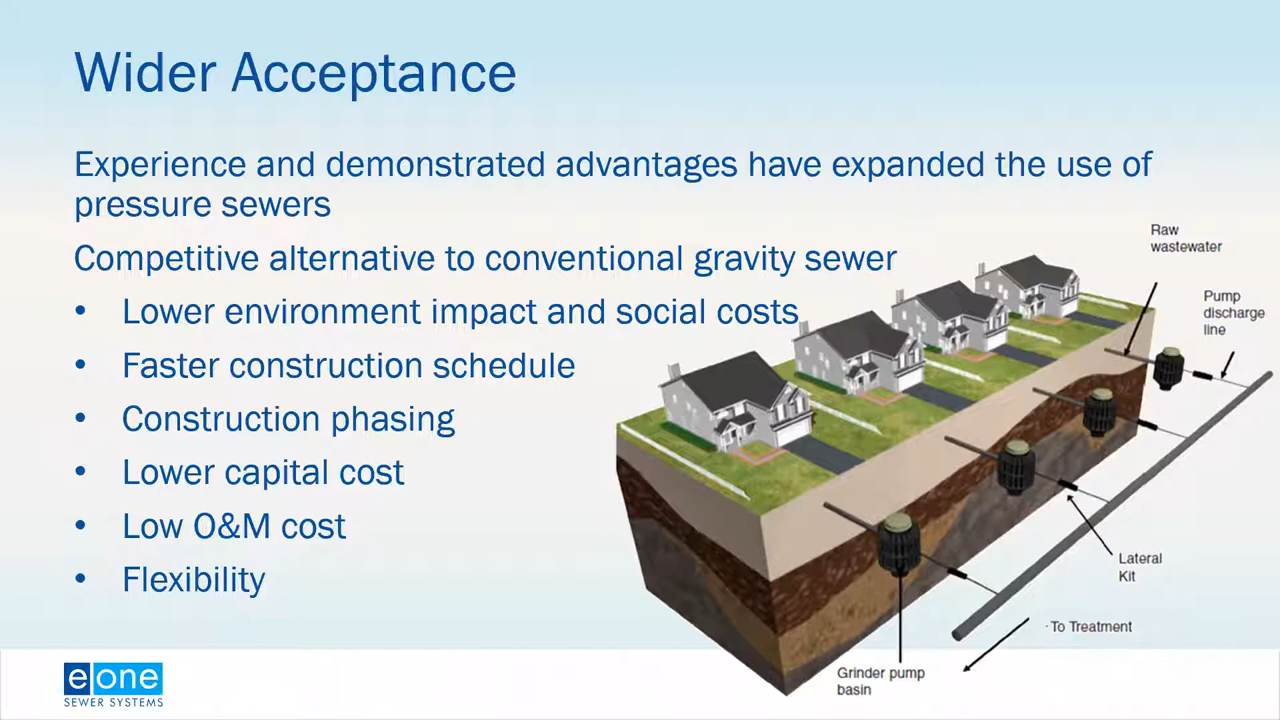 Wider Acceptance
Experience and demonstrated advantages have expanded the use of
pressure sewers
Competitive alternative to conventional gravity sewer
• Lower environment impact and social costs
• Faster construction schedule
• Construction phasing
• Lower capital cost
• Low O&M cost
• Flexibility
Raw
wastewater
Pump
discharge
line
Lateral
Kit
To Treatment
Grinder pump
basin
e one
SEWER SYSTEMS